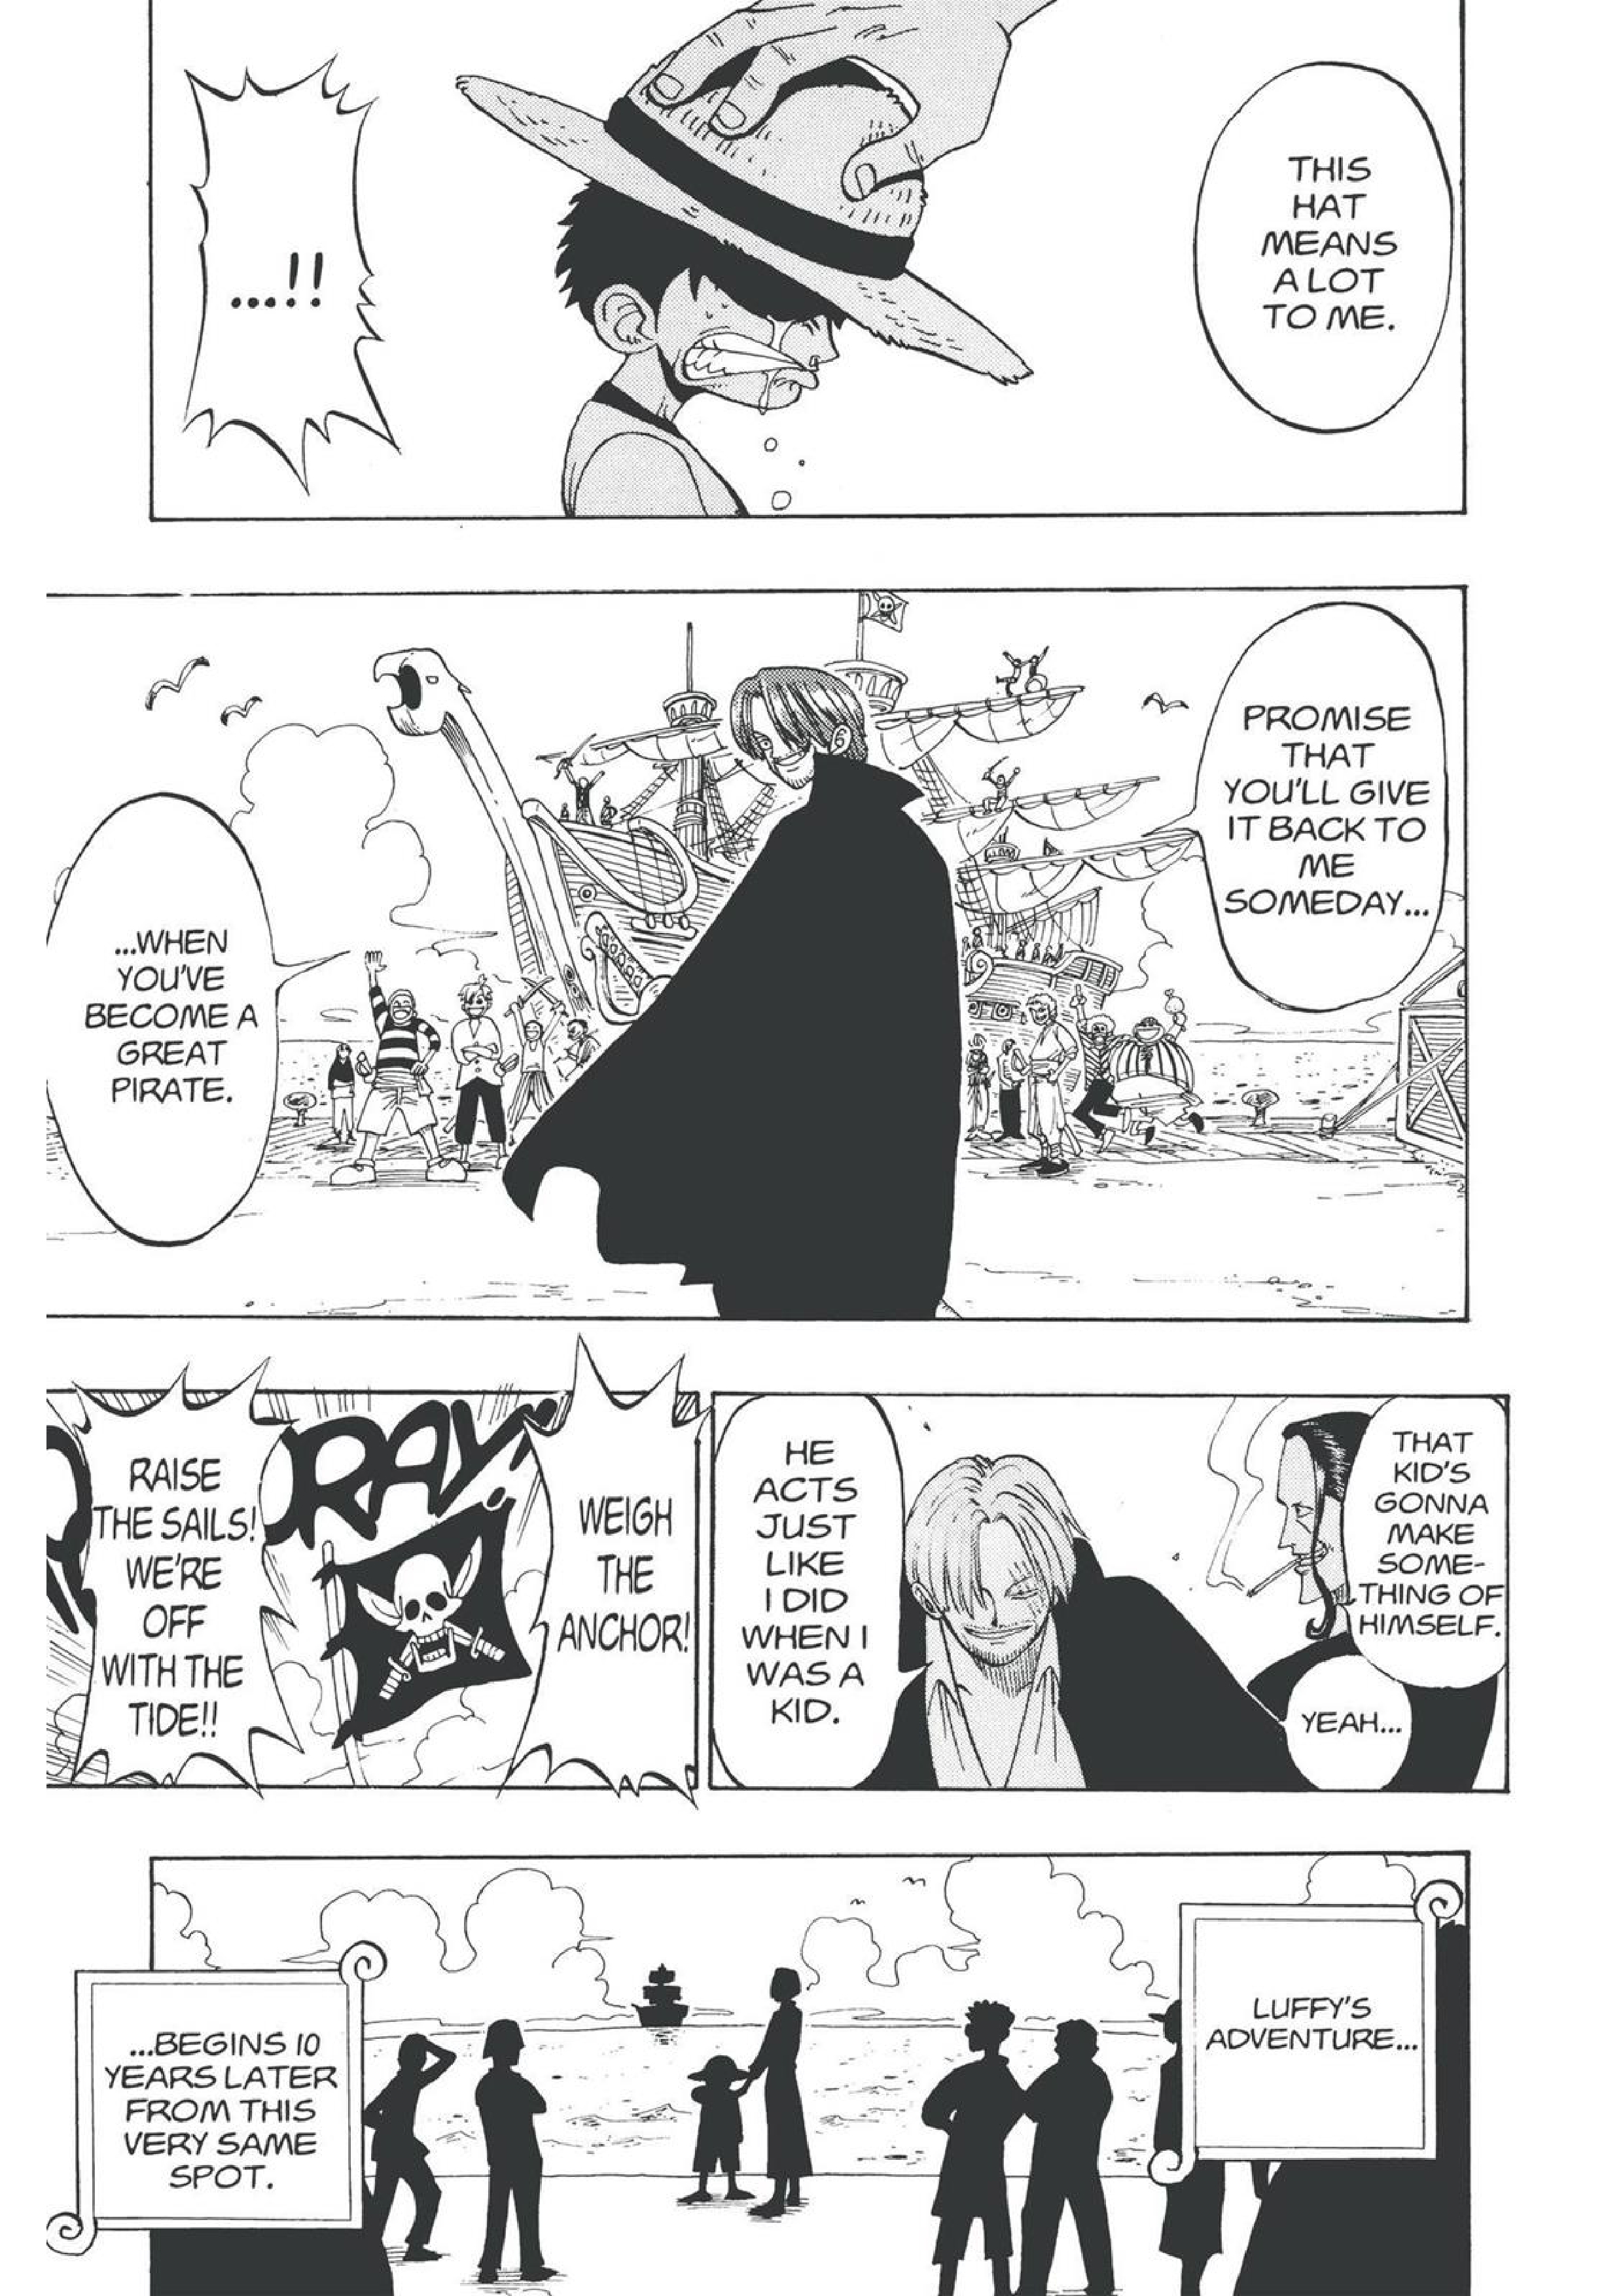 THIS
HAT
MEANS
A LOT
TO ME.
...!!
PROMISE
THAT
YOU'LL GIVE
IT BACK TO
ME
SOMEDAY...
...WHEN
YOU'VE
BECOME A
GREAT
PIRATE.
THAT
KID'S
GONNA
MAKE
SOME-
THING OF
HIMSELF.
YEAH...
HE
ACTS
JUST
LIKE
I DID
WHEN I
WAS A
KID.
WEIGH
THE
ANCHOR!
RAY!
RAISE
THE SAILS!
WE'RE
OFF
WITH THE
TIDE!!
LUFFY'S
ADVENTURE...
...BEGINS 10
YEARS LATER
FROM THIS
VERY SAME
SPOT.